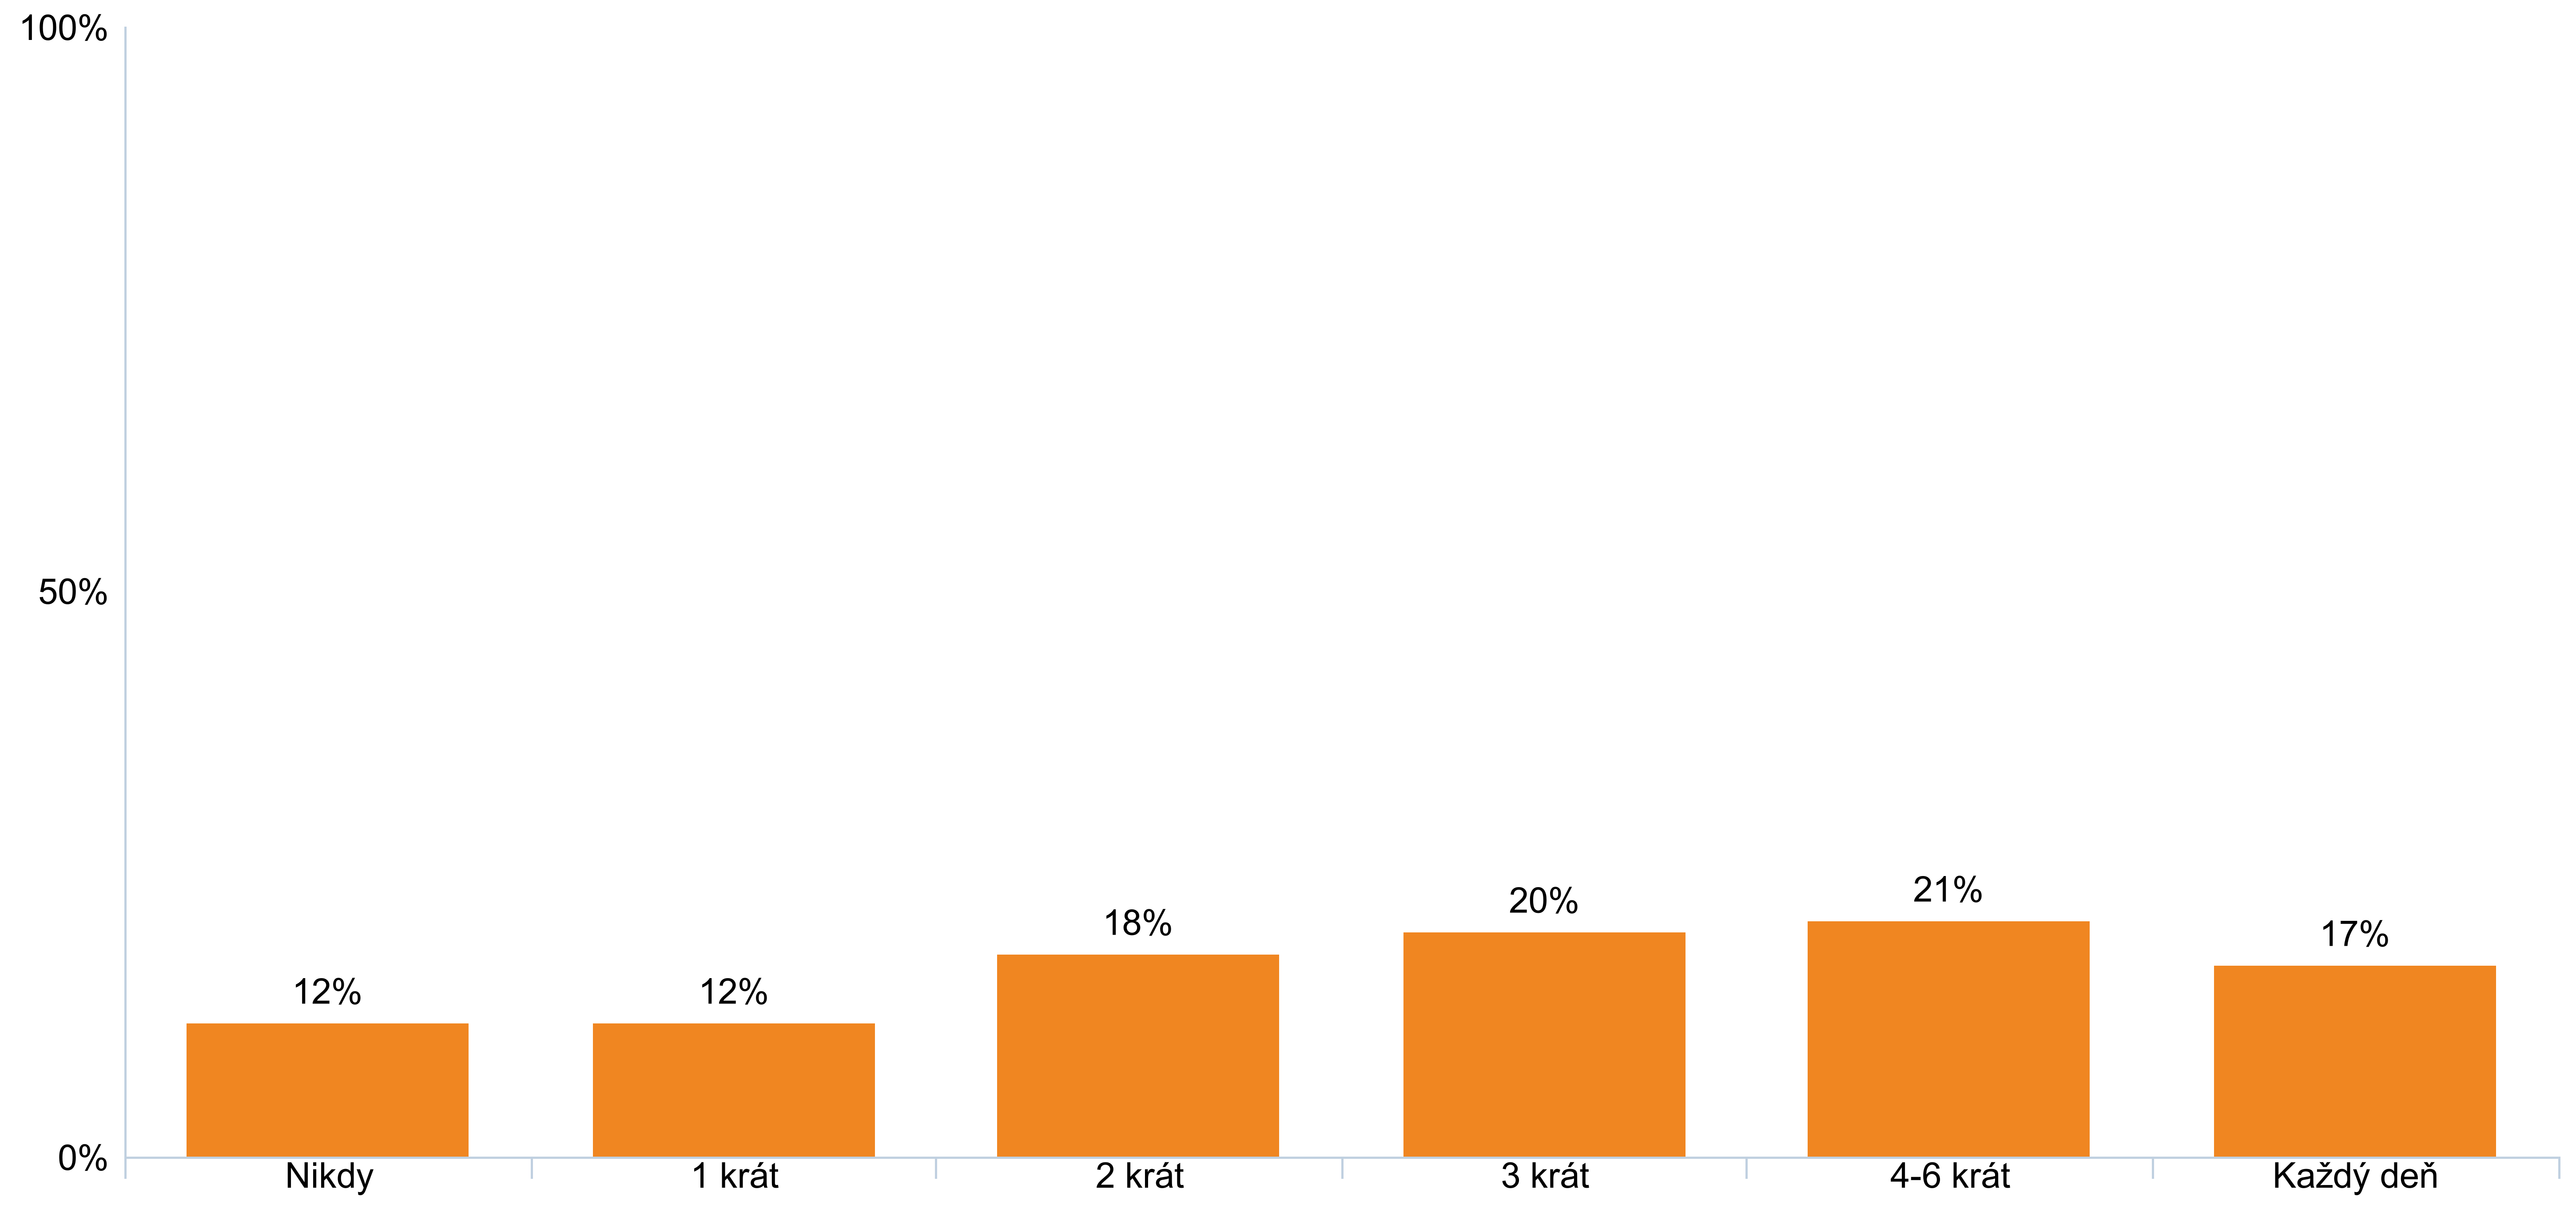 100%
50%
0%
12%
12%
18%
20%
21%
17%
Nikdy
1 krát
2 krát
3 krát
4-6 krát
Každý deň